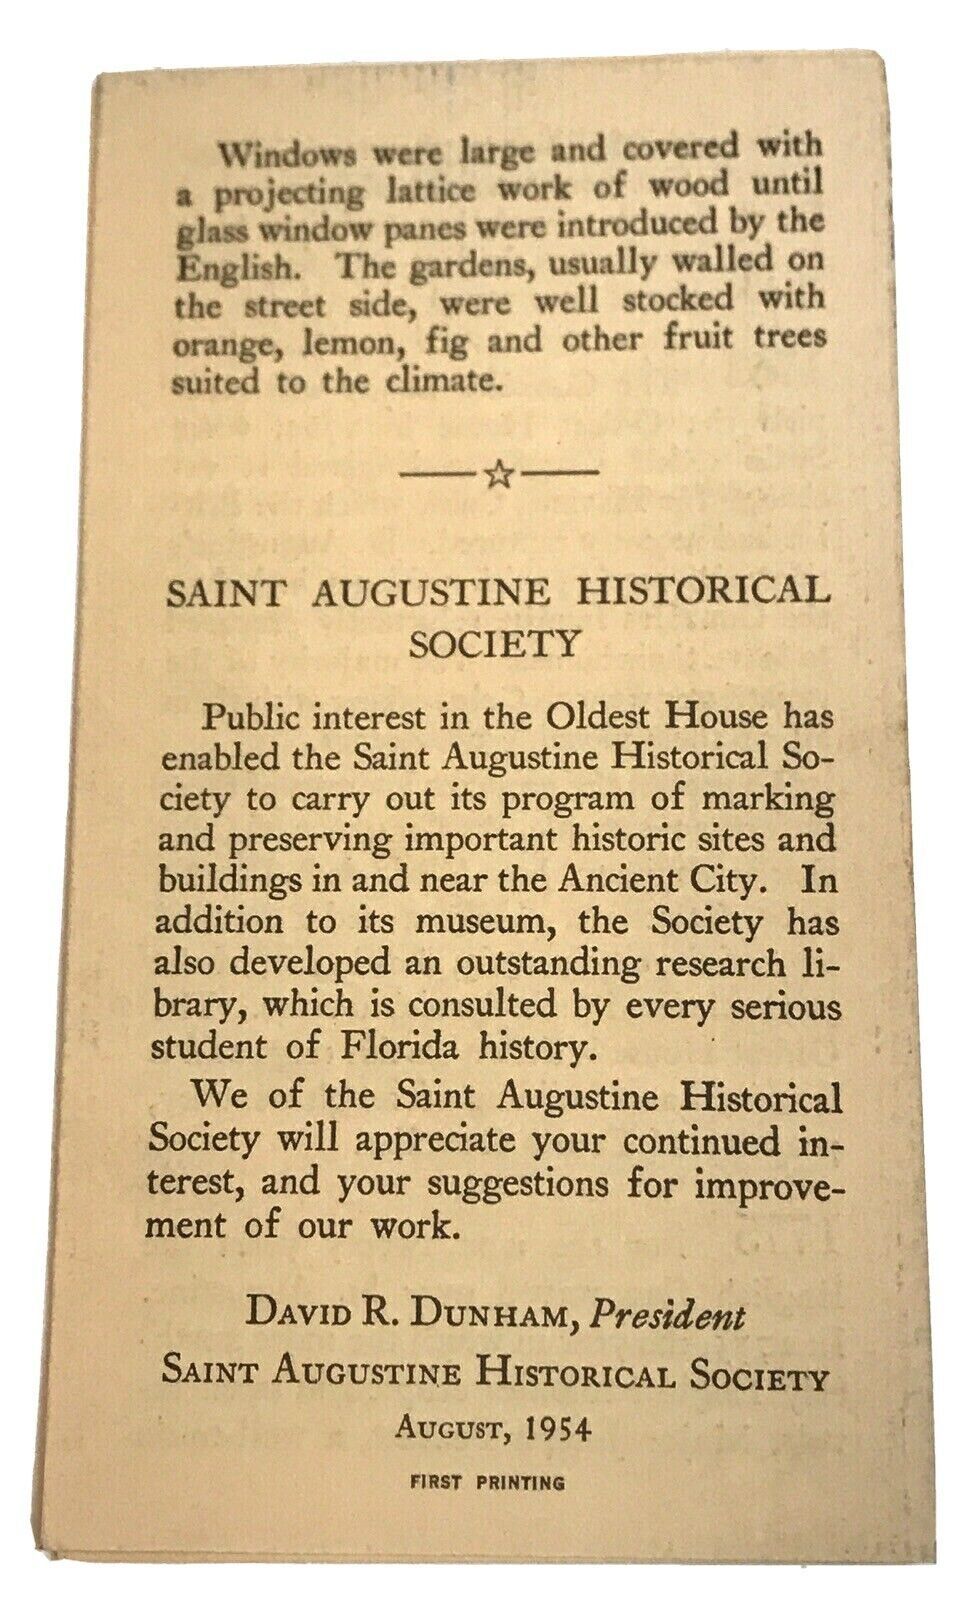 Windows were large and covered with
a projecting lattice work of wood until
glass window panes were introduced by the
English. The gardens, usually walled on
the street side, were well stocked with
orange, lemon, fig and other fruit trees
suited to the climate.
SAINT AUGUSTINE HISTORICAL
SOCIETY
Public interest in the Oldest House has
enabled the Saint Augustine Historical So-
ciety to carry out its program of marking
and preserving important historic sites and
buildings in and near the Ancient City. In
addition to its museum, the Society has
also developed an outstanding research li-
brary, which is consulted by every serious
student of Florida history.
We of the Saint Augustine Historical
Society will appreciate your continued in-
terest, and your suggestions for improve-
ment of our work.
DAVID R. DUNHAM, President
SAINT AUGUSTINE HISTORICAL SOCIETY
AUGUST, 1954
FIRST PRINTING